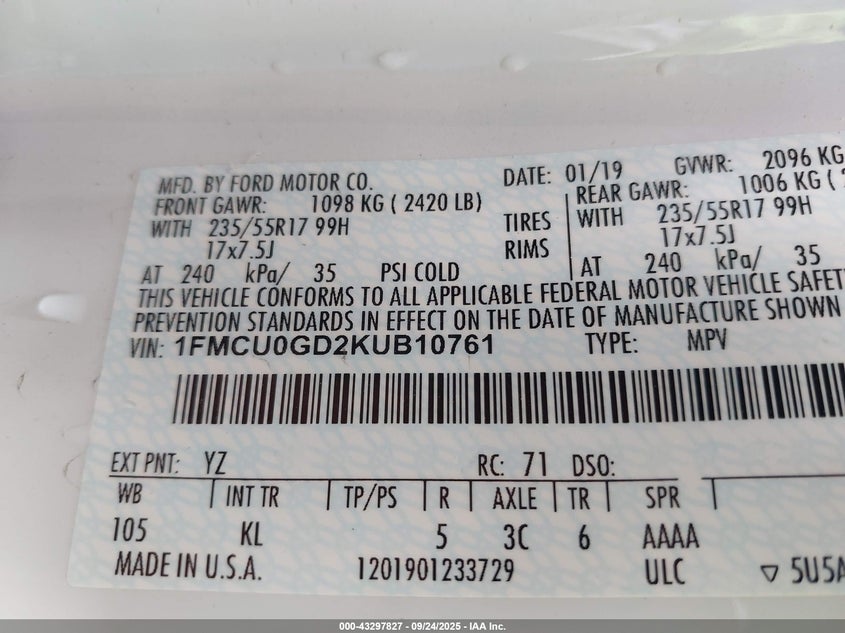 MFD. BY FORD MOTOR CO. DATE: 01/19 GVWR: 2096 KG
FRONT GAWR: 1098 KG ( 2420 LB) REAR GAWR: 1006 KG (
WITH 235/55R17 99H TIRES WITH 235/55R17 99H
17x7.5J RIMS 17x7.5J
AT 240 kPa/ 35 PSI COLD AT 240 kPa/ 35
THIS VEHICLE CONFORMS TO ALL APPLICABLE FEDERAL MOTOR VEHICLE SAFETY
PREVENTION STANDARDS IN EFFECT ON THE DATE OF MANUFACTURE SHOWN
VIN: 1FMCU0GD2KUB10761 TYPE: MPV
EXT PNT: YZ RC: 71 DSO:
WB INT TR TP/PS R AXLE TR SPR
105 KL 5 3C 6 AAAA
MADE IN U.S.A. 1201901233729 ULC ▽ 5U5A
000-43297827 - 09/24/2025 - IAA Inc.